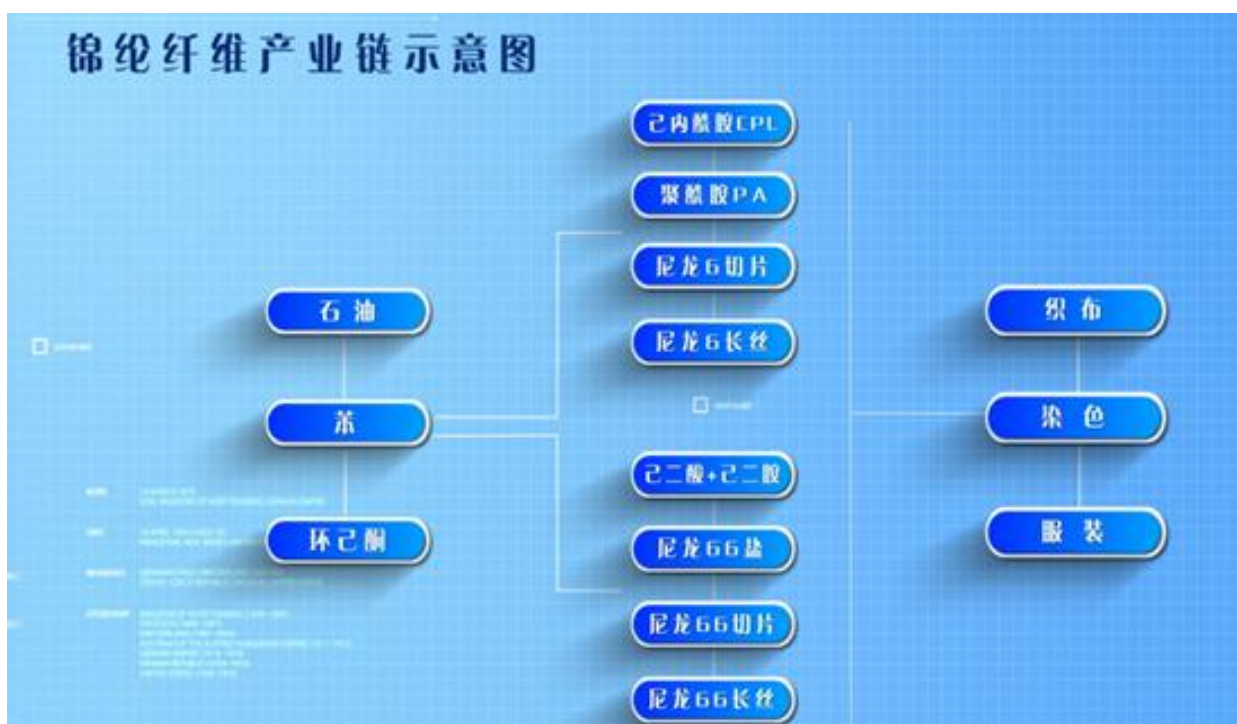 锦纶纤维产业链示意图
石油
苯
环己酮
己内酰胺CPL
聚酰胺PA
尼龙6切片
尼龙6长丝
己二酸+己二胺
尼龙66盐
尼龙66切片
尼龙66长丝
织布
染色
服装